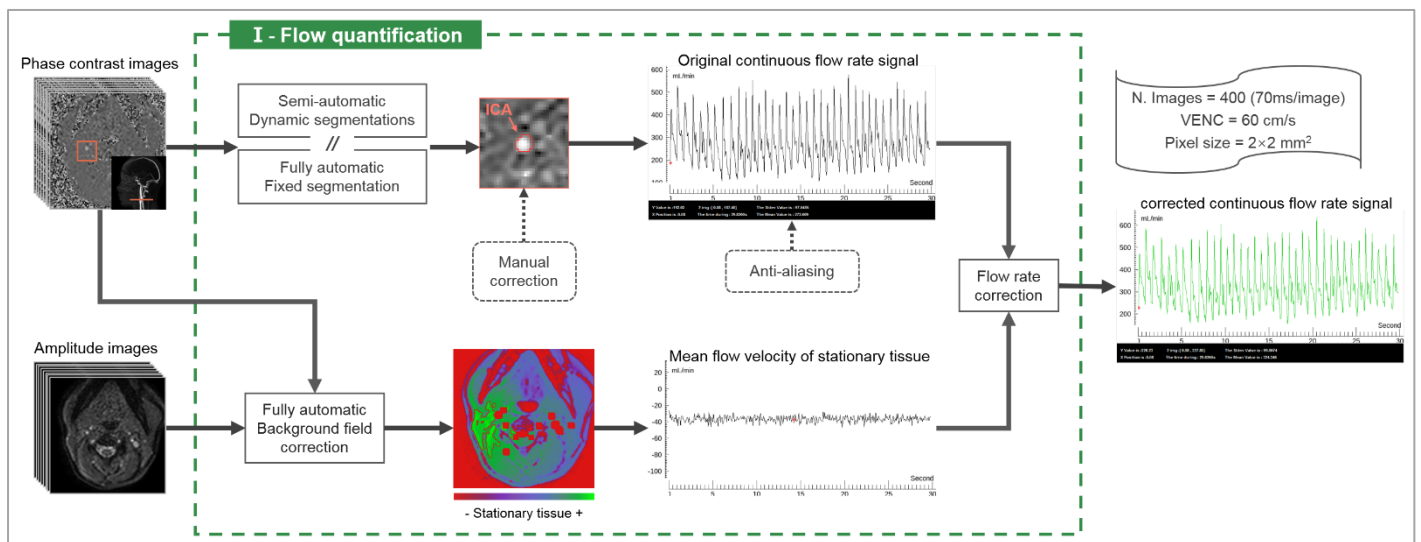 I - Flow quantification
Phase contrast images
Semi-automatic
Dynamic segmentations
//
Fully automatic
Fixed segmentation
ICA
Manual
correction
Original continuous flow rate signal
mL/min
600
500
400
300
200
100
Second
1 5 10 15 20 25 30
Anti-aliasing
Flow rate
correction
N. Images = 400 (70ms/image)
VENC = 60 cm/s
Pixel size = 2×2 mm²
corrected continuous flow rate signal
mL/min
600
500
400
300
200
Second
1 5 10 15 20 25 30
Amplitude images
Fully automatic
Background field
correction
- Stationary tissue +
Mean flow velocity of stationary tissue
mL/min
20
0
-20
-40
-60
-80
-100
Second
1 5 10 15 20 25 30